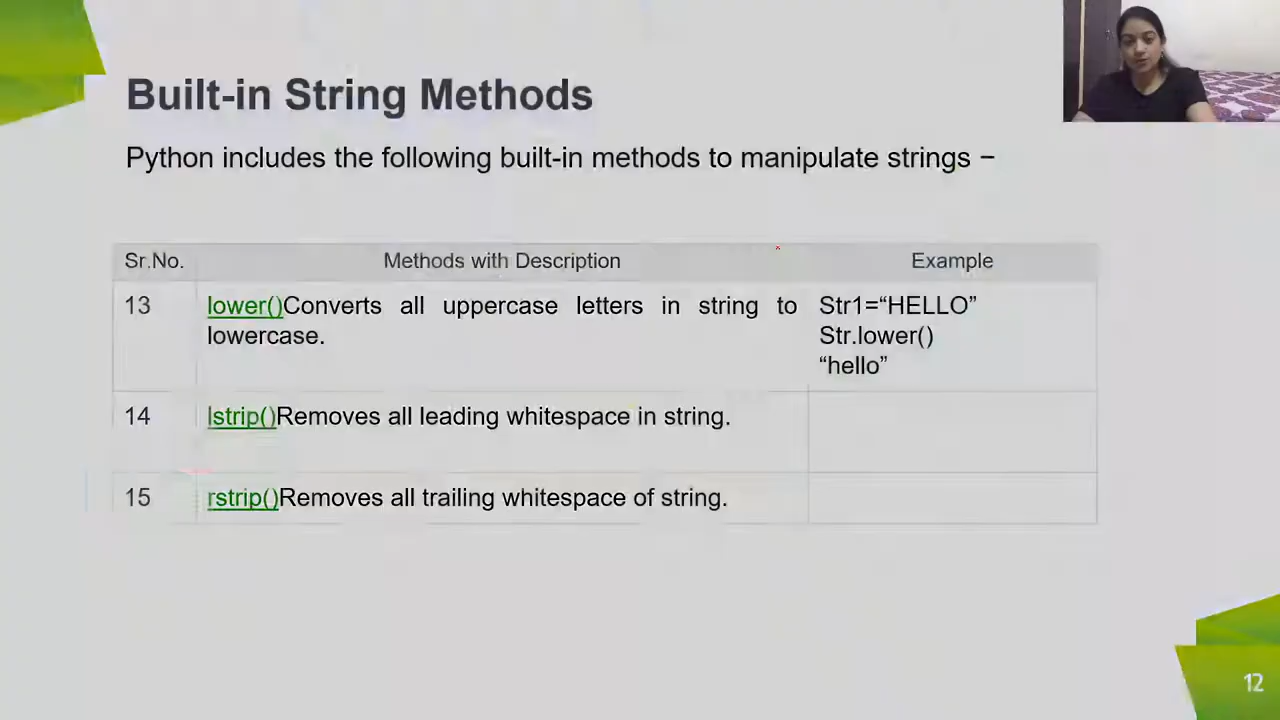 Built-in String Methods
Python includes the following built-in methods to manipulate strings −
Sr.No. Methods with Description Example
13 lower()Converts all uppercase letters in string to Str1=“HELLO”
lowercase. Str.lower()
“hello”
14 lstrip()Removes all leading whitespace in string.
15 rstrip()Removes all trailing whitespace of string.
12